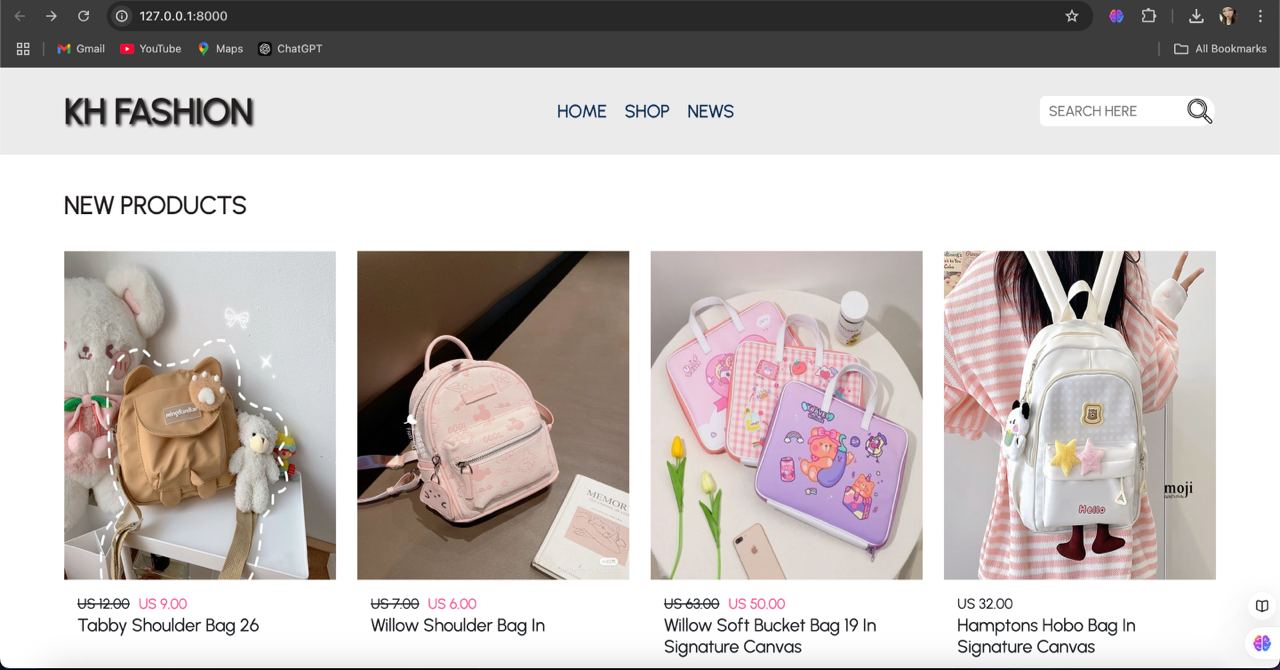 127.0.0.1:8000
Gmail YouTube Maps ChatGPT All Bookmarks
KH FASHION HOME SHOP NEWS SEARCH HERE
NEW PRODUCTS
mingdunlan
MEMOR
moji
Hello
US 12.00 US 9.00
Tabby Shoulder Bag 26
US 7.00 US 6.00
Willow Shoulder Bag In
US 63.00 US 50.00
Willow Soft Bucket Bag 19 In
Signature Canvas
US 32.00
Hamptons Hobo Bag In
Signature Canvas